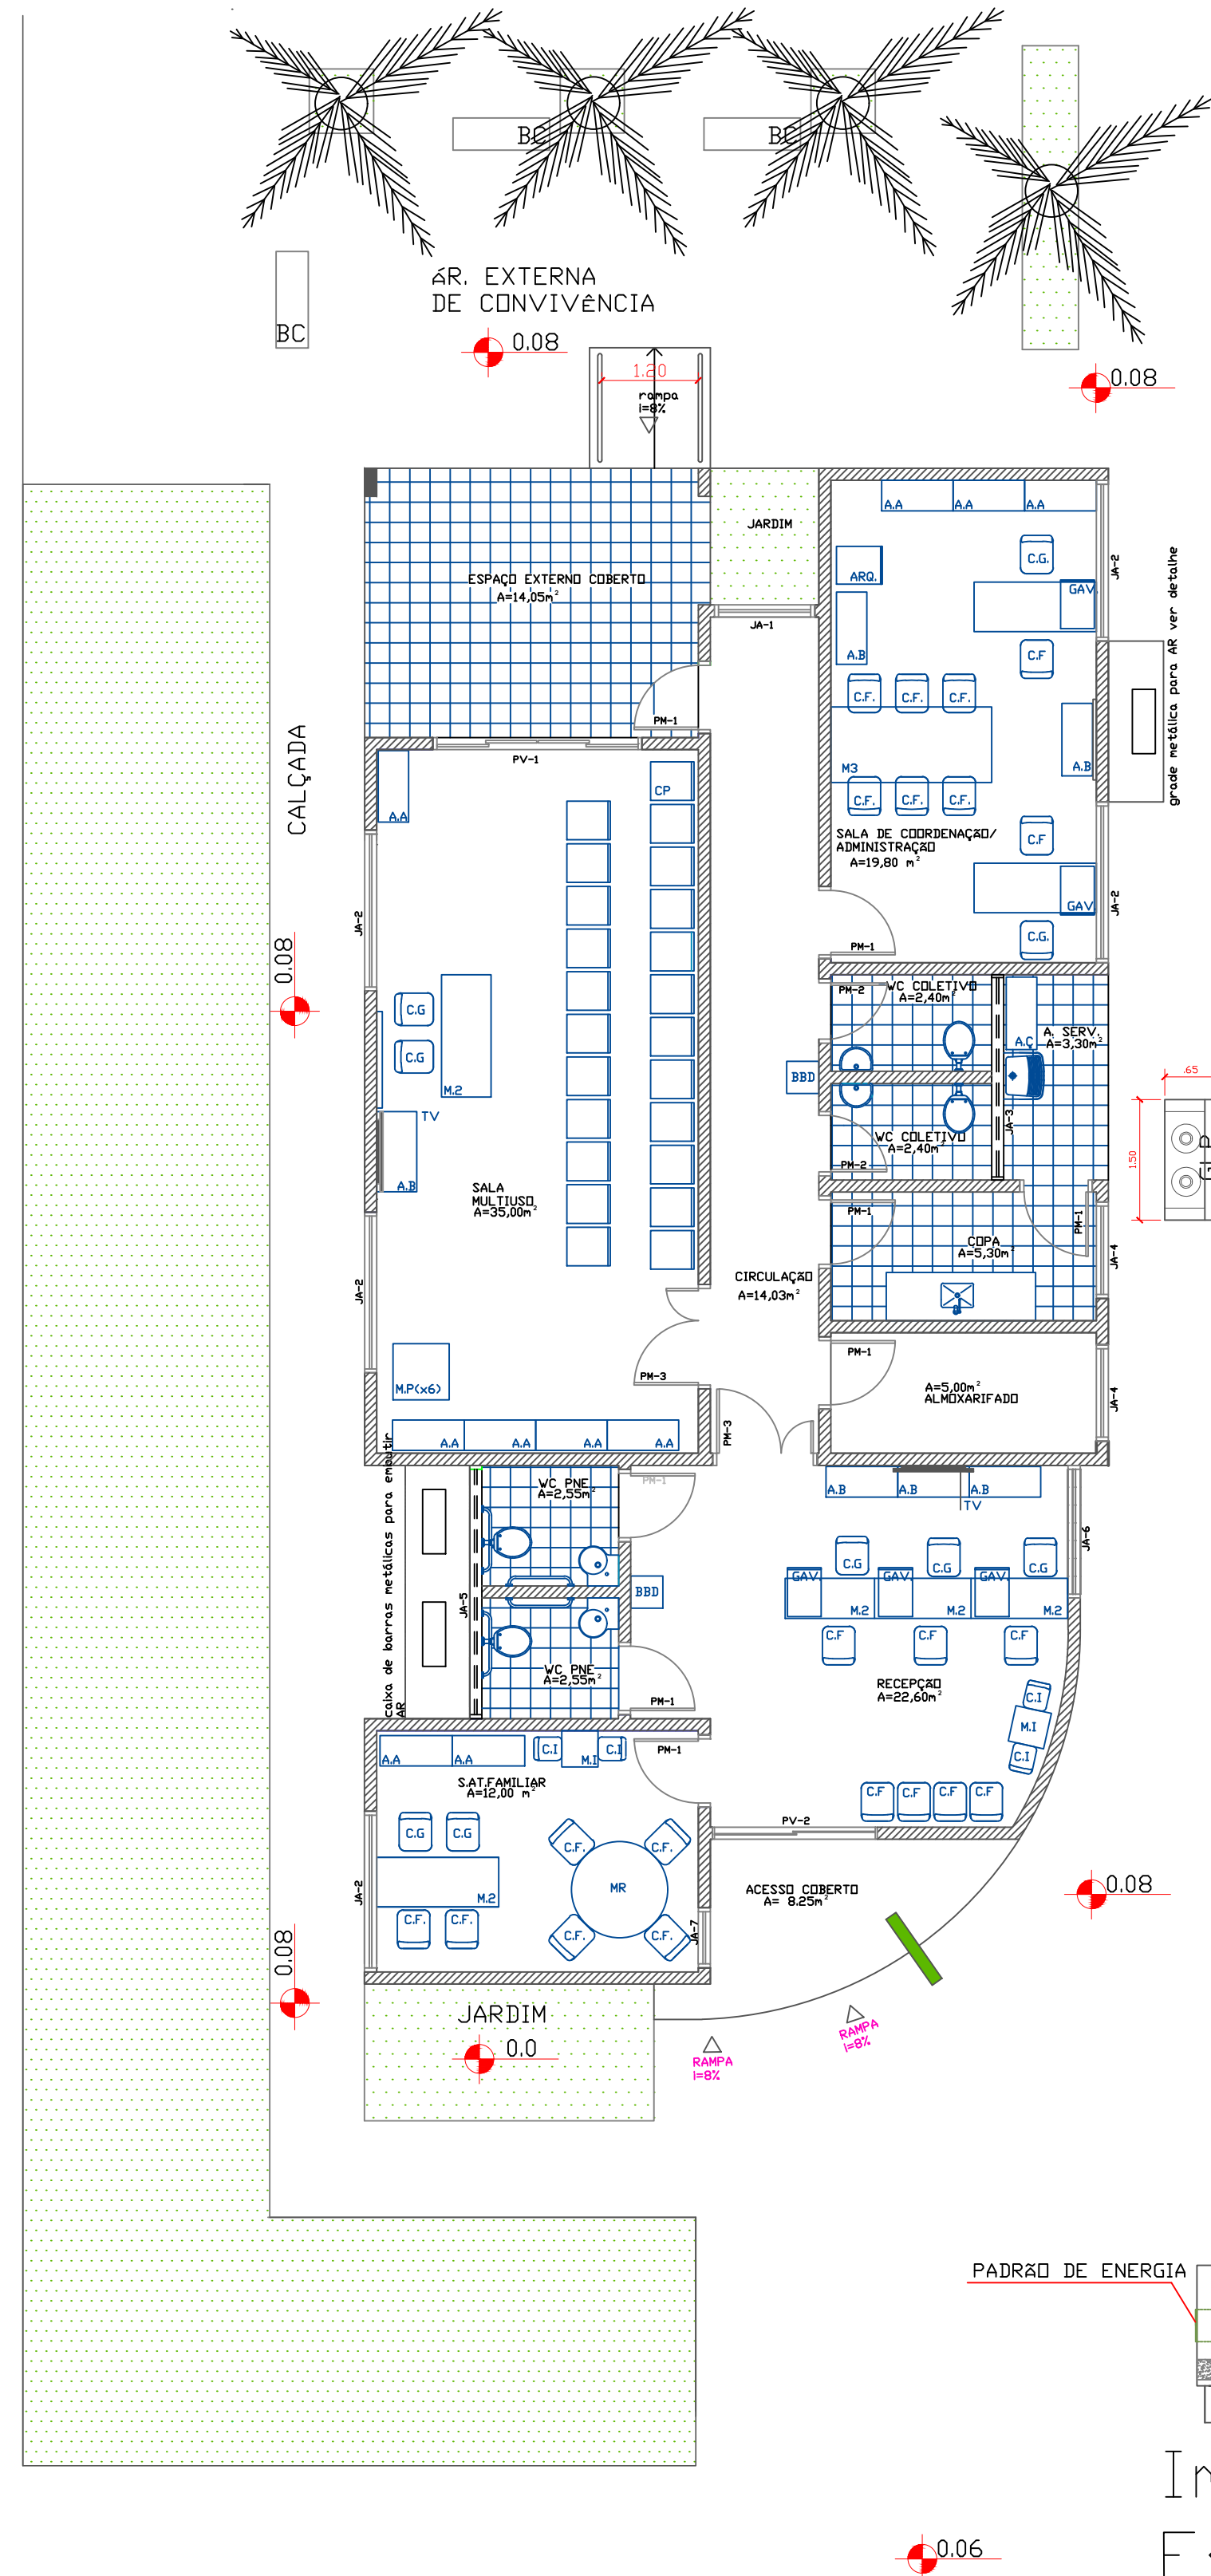 BC
BC
BC
áR. EXTERNA
DE CONVIVêNCIA
0.08
0.08
1.20
rampa
i=8%
JARDIM
ESPAÇO EXTERNO COBERTO
A=14,05m²
JA-1
PM-1
PV-1
A.A
A.A
A.A
ARQ.
C.G.
GAV.
JA-2
A.B
C.F
C.F.
C.F.
C.F.
M3
A.B
C.F.
C.F.
C.F.
grade metálica para AR ver detalhe
SALA DE COORDENAÇÃO/
ADMINISTRAÇÃO
A=19,80 m²
C.F
GAV.
JA-2
C.G.
PM-1
CALÇADA
0.08
A.A
CP
JA-2
C.G
C.G
M.2
TV
A.B
SALA
MULTIUSO
A=35,00m²
JA-2
M.P(x6)
PM-3
A.A
A.A
A.A
A.A
PM-2
WC COLETIVO
A=2,40m²
A.Ç
A. SERV.
A=3,30m²
BBD
JA-3
WC COLETIVO
A=2,40m²
PM-2
.65
1.50
PM-1
PM-1
COPA
A=5,30m²
JA-4
CIRCULAÇÃO
A=14,03m²
PM-1
A=5,00m²
ALMOXARIFADO
JA-4
PM-3
caixa de barras metálicas para embutir
AR
WC PNE
A=2,55m²
PM-1
JA-5
BBD
WC PNE
A=2,55m²
PM-1
A.B
A.B
A.B
TV
JA-6
C.G
C.G
C.G
GAV.
GAV.
GAV.
M.2
M.2
M.2
C.F
C.F
C.F
RECEPÇÃO
A=22,60m²
C.I
M.I
C.I
C.F
C.F
C.F
C.F
PV-2
A.A
A.A
C.I
M.I
C.I
PM-1
S.AT.FAMILIAR
A=12,00 m²
C.G
C.G
C.F.
C.F.
MR
M.2
C.F.
C.F.
C.F.
C.F.
JA-2
JA-7
ACESSO COBERTO
A= 8.25m²
0.08
0.08
JARDIM
0.0
RAMPA
i=8%
RAMPA
i=8%
PADRÃO DE ENERGIA
0.06